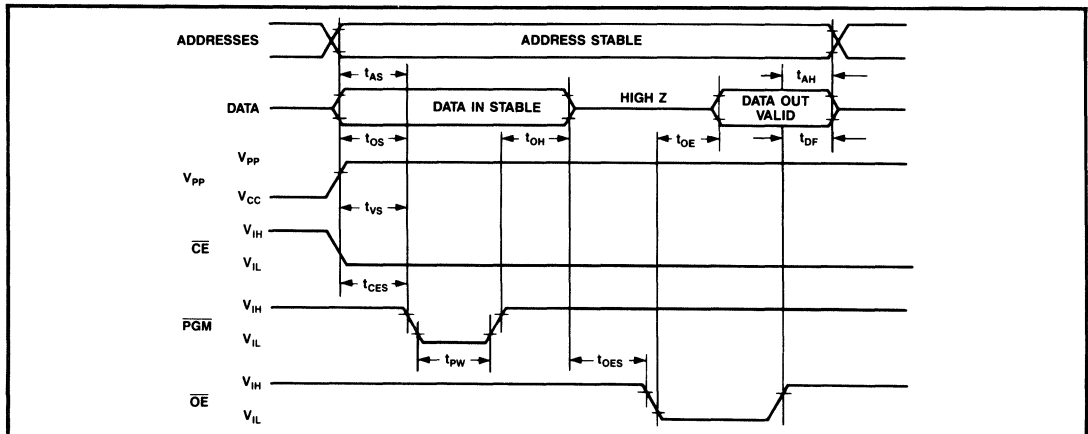 ADDRESSES
ADDRESS STABLE
tAS
tAH
DATA
DATA IN STABLE
HIGH Z
DATA OUT
VALID
tOS
tOH
tOE
tDF
VPP
VPP
VCC
tVS
CE
VIH
VIL
tCES
PGM
VIH
VIL
tPW
tOES
OE
VIH
VIL